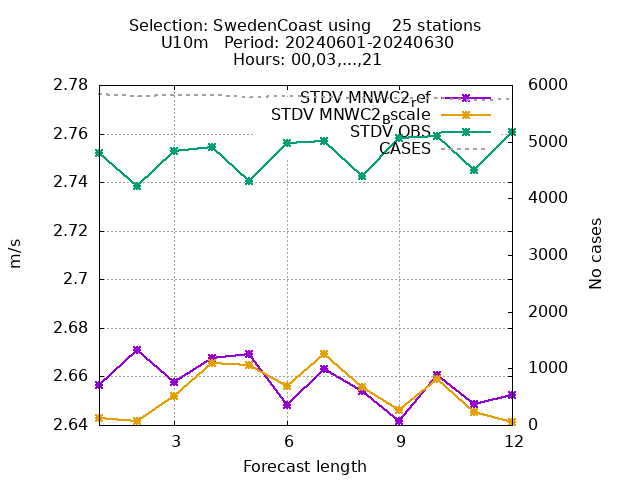 Selection: SwedenCoast using    25 stations
U10m   Period: 20240601-20240630
Hours: 00,03,...,21
STDV MNWC2_ref
STDV MNWC2_Bscale
STDV OBS
CASES
2.78
2.76
2.74
2.72
2.7
2.68
2.66
2.64
m/s
6000
5000
4000
3000
2000
1000
0
No cases
3 6 9 12
Forecast length